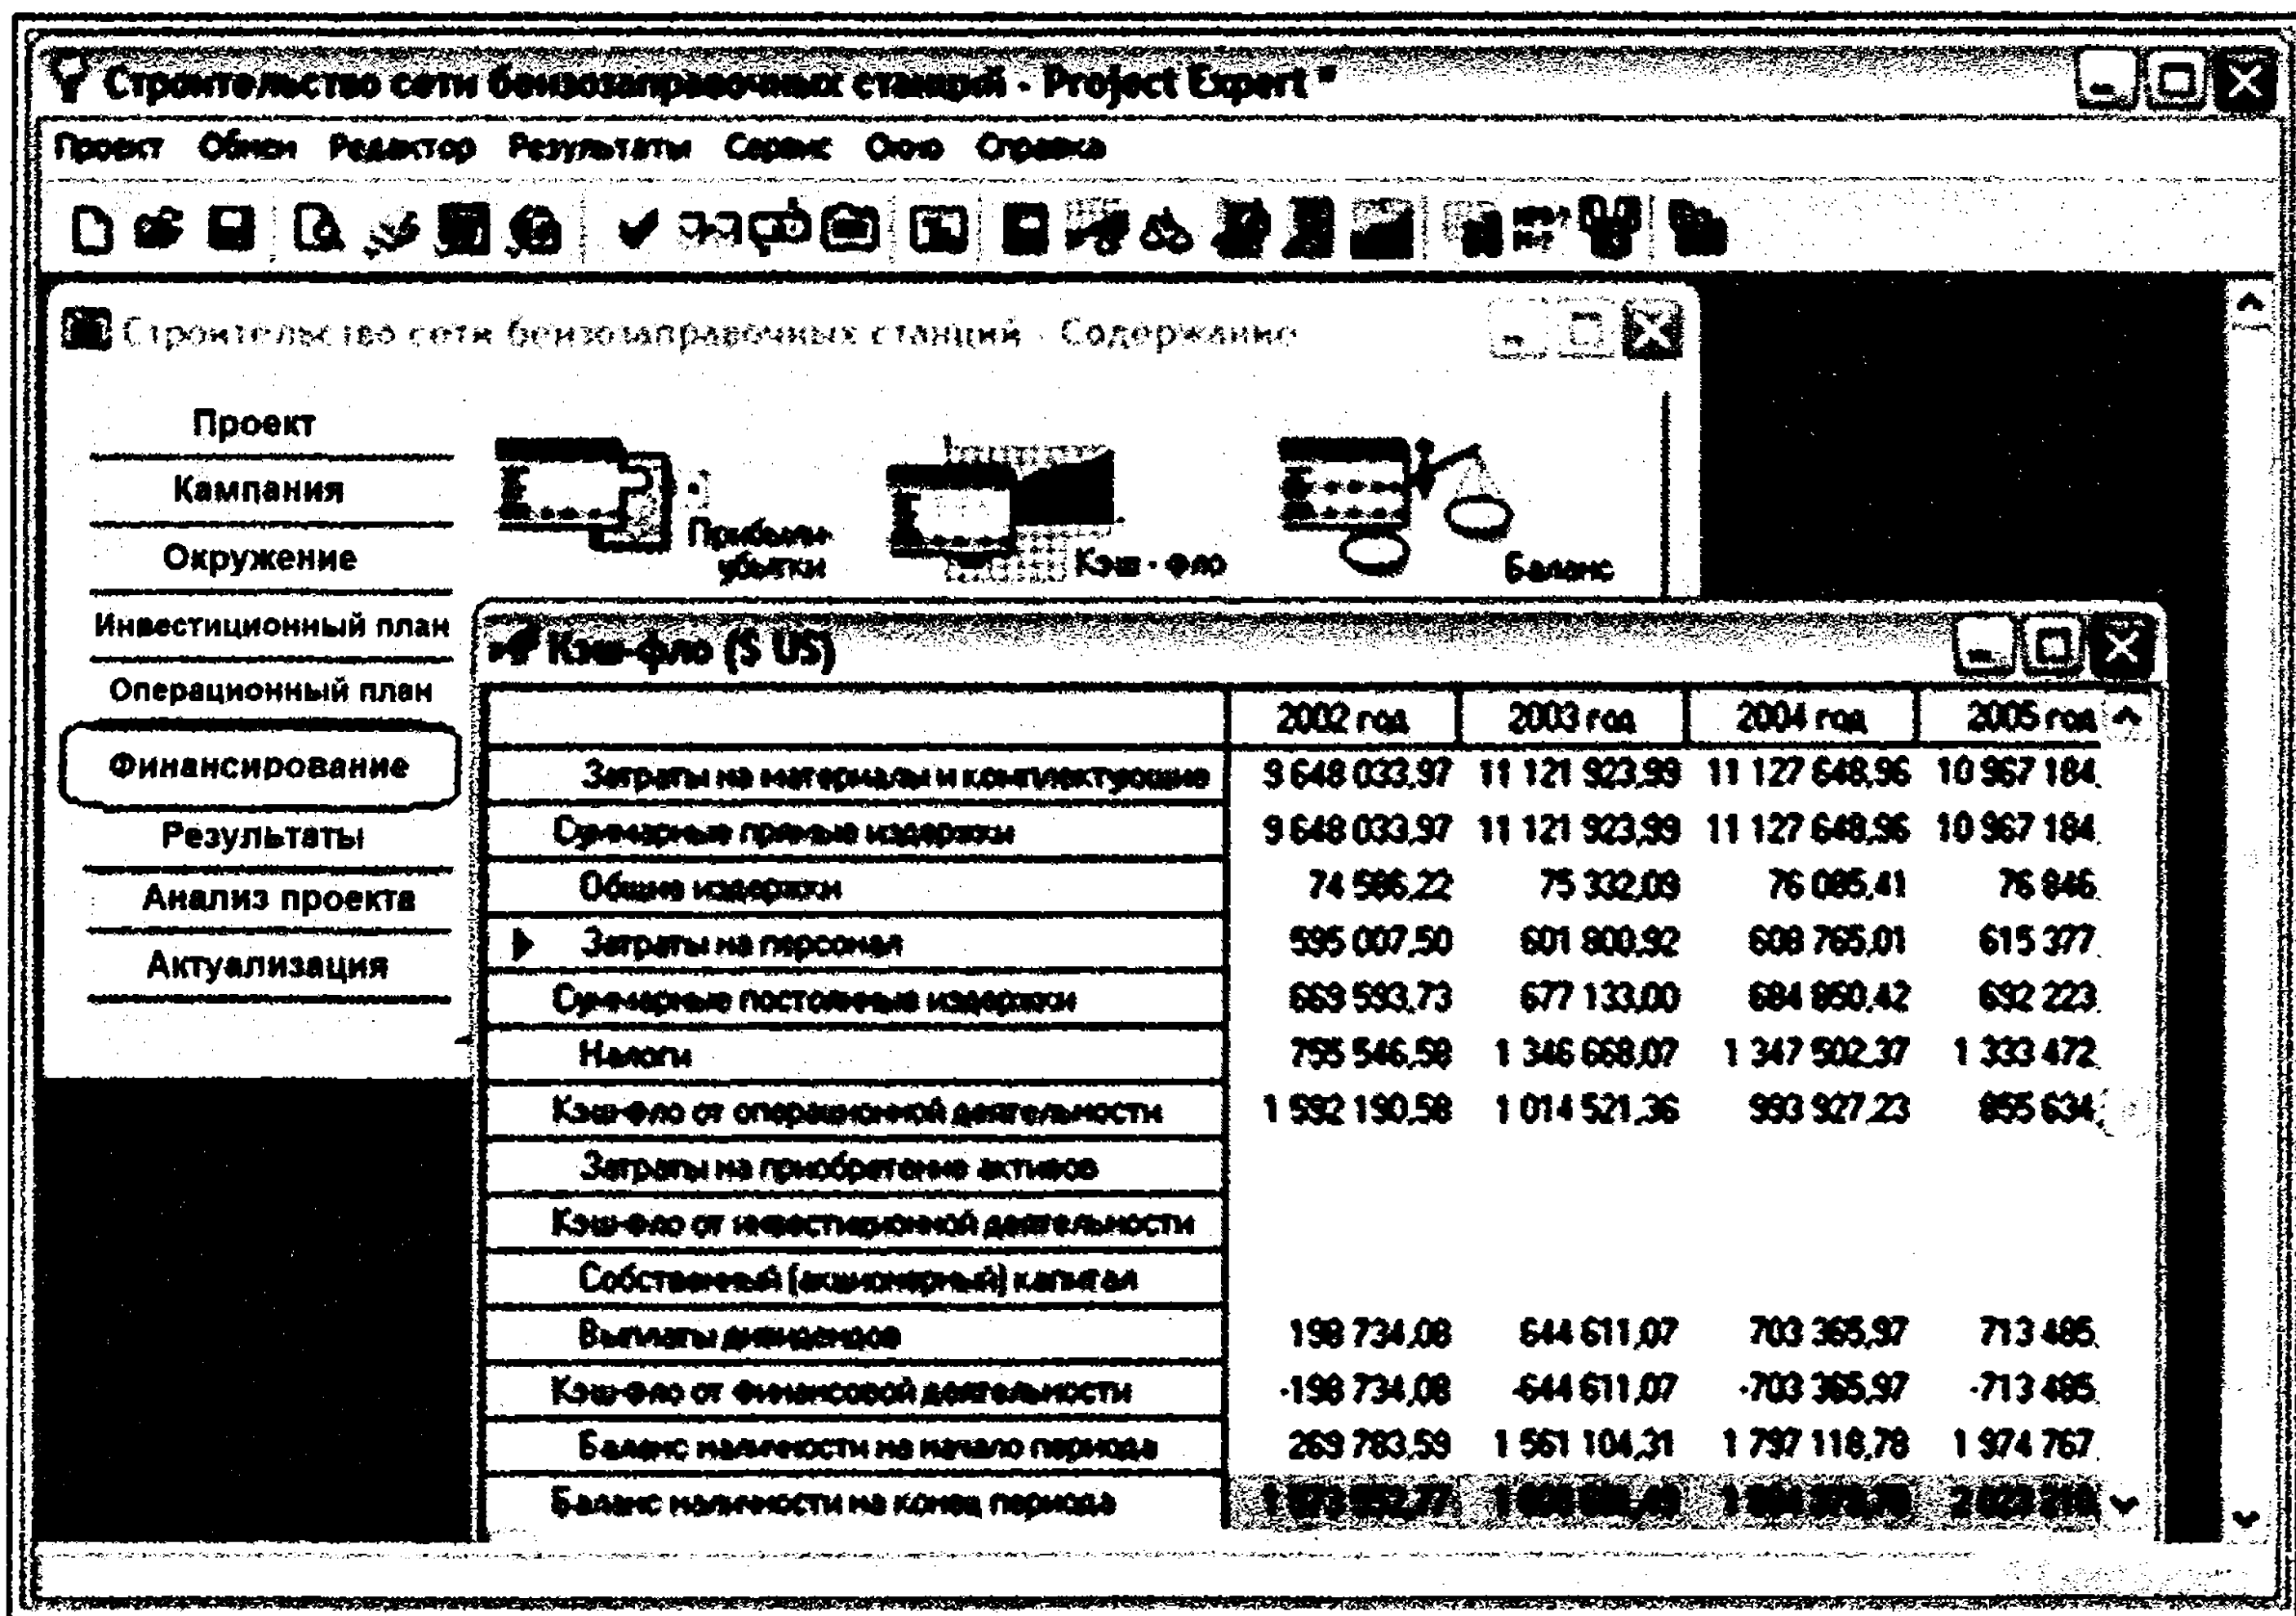 Строительство сети бензозаправочных станций - Project Expert *
Проект Обмен Редактор Результаты Сервис Окно Справка
Строительство сети бензозаправочных станций - Содержание
Проект
Кампания
Окружение
Инвестиционный план
Операционный план
Финансирование
Результаты
Анализ проекта
Актуализация
Прибыли-
убытки
Кэш - фло
Баланс
Кэш-фло ($ US)
2002 год 2003 год 2004 год 2005 год
Затраты на материалы и комплектующие 9 648 033,97 11 121 923,99 11 127 648,96 10 967 184,
Суммарные прямые издержки 9 648 033,97 11 121 923,99 11 127 648,96 10 967 184,
Общие издержки 74 586,22 75 332,09 76 085,41 76 846,
Затраты на персонал 595 007,50 601 800,92 608 765,01 615 377,
Суммарные постоянные издержки 669 593,73 677 133,00 684 850,42 692 223,
Налоги 755 546,58 1 346 668,07 1 347 502,37 1 333 472,
Кэш-фло от операционной деятельности 1 592 190,58 1 014 521,36 993 927,23 855 634,
Затраты на приобретение активов
Кэш-фло от инвестиционной деятельности
Собственный (акционерный) капитал
Выплаты дивидендов 198 734,08 644 611,07 703 365,97 713 485,
Кэш-фло от финансовой деятельности -198 734,08 -644 611,07 -703 365,97 -713 485,
Баланс наличности на начало периода 269 783,59 1 561 104,31 1 797 118,78 1 974 767,
Баланс наличности на конец периода